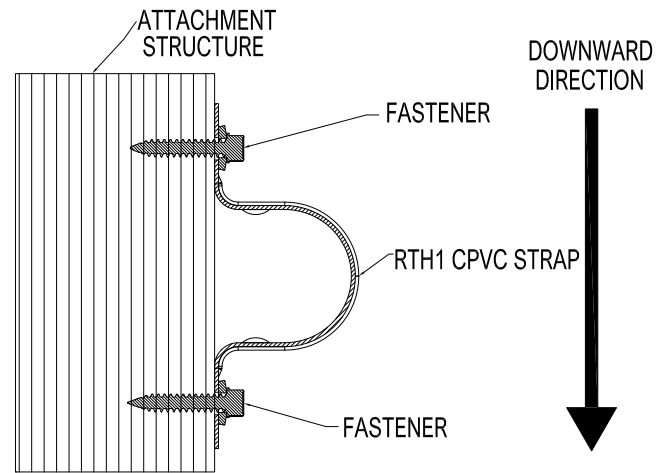 ATTACHMENT
STRUCTURE
DOWNWARD
DIRECTION
FASTENER
RTH1 CPVC STRAP
FASTENER